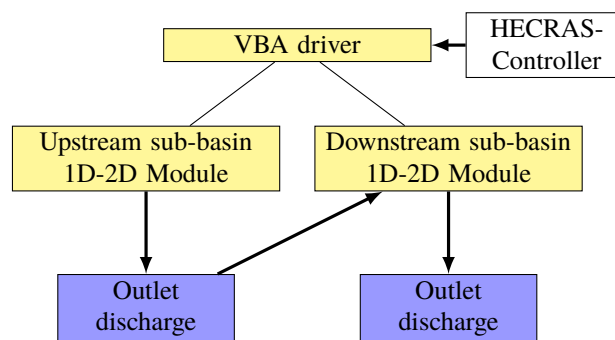 VBA driver
HECRAS-
Controller
Upstream sub-basin
1D-2D Module
Downstream sub-basin
1D-2D Module
Outlet
discharge
Outlet
discharge